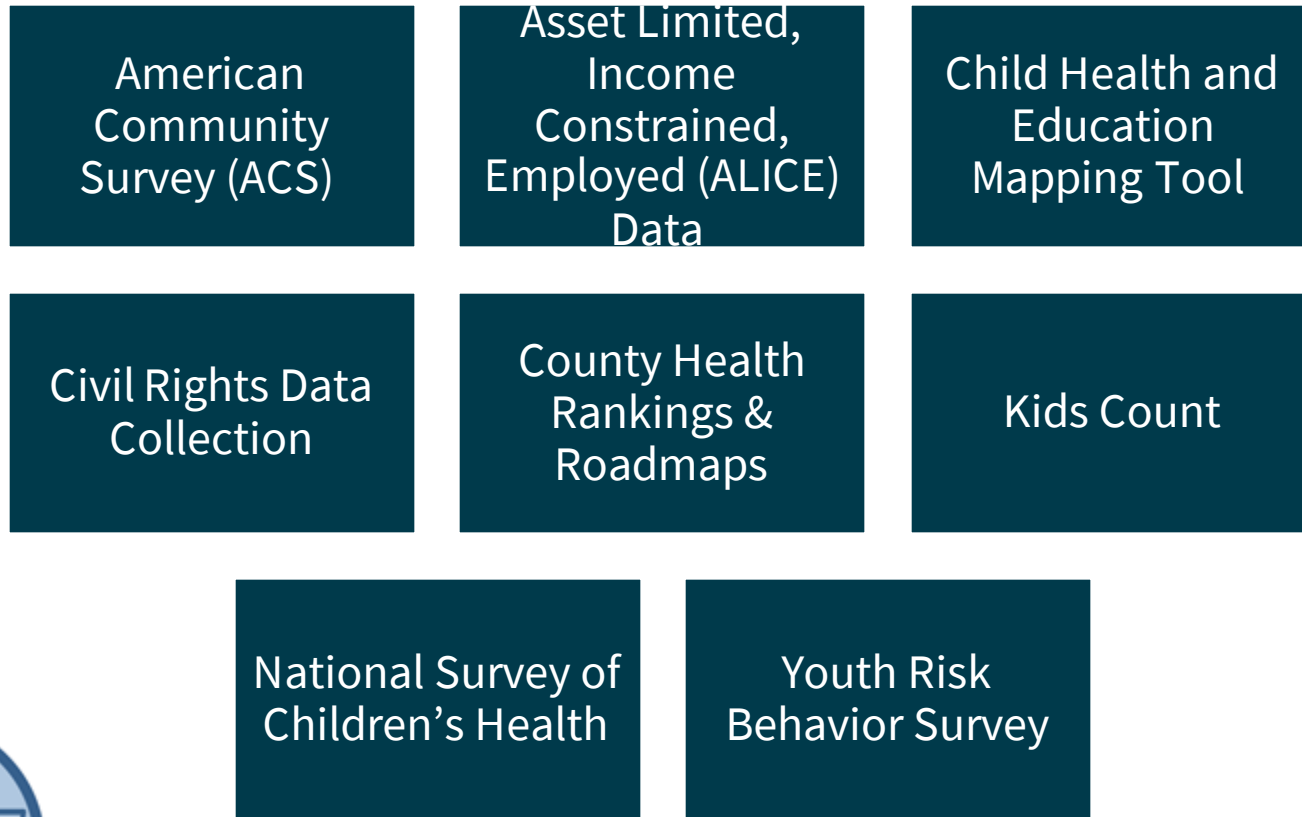 American
Community
Survey (ACS)
Asset Limited,
Income
Constrained,
Employed (ALICE)
Data
Child Health and
Education
Mapping Tool
Civil Rights Data
Collection
County Health
Rankings &
Roadmaps
Kids Count
National Survey of
Children’s Health
Youth Risk
Behavior Survey